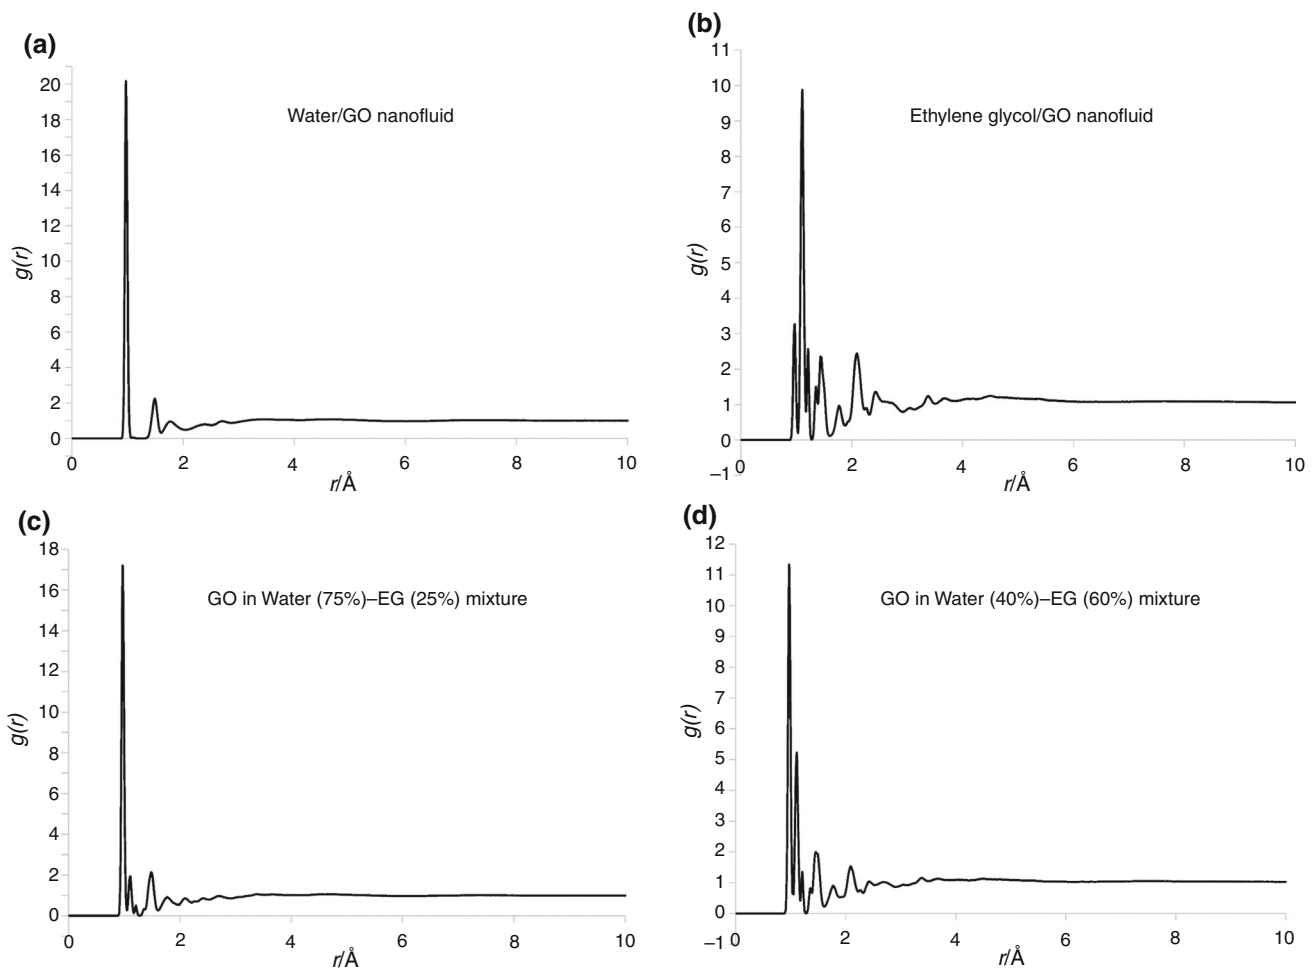 (a)
Water/GO nanofluid
20
18
16
14
12
10
8
6
4
2
0
g(r)
0 2 4 6 8 10
r/Å
(b)
Ethylene glycol/GO nanofluid
11
10
9
8
7
6
5
4
3
2
1
0
–1
g(r)
0 2 4 6 8 10
r/Å
(c)
GO in Water (75%)–EG (25%) mixture
18
16
14
12
10
8
6
4
2
0
g(r)
0 2 4 6 8 10
r/Å
(d)
GO in Water (40%)–EG (60%) mixture
12
11
10
9
8
7
6
5
4
3
2
1
0
–1
g(r)
0 2 4 6 8 10
r/Å